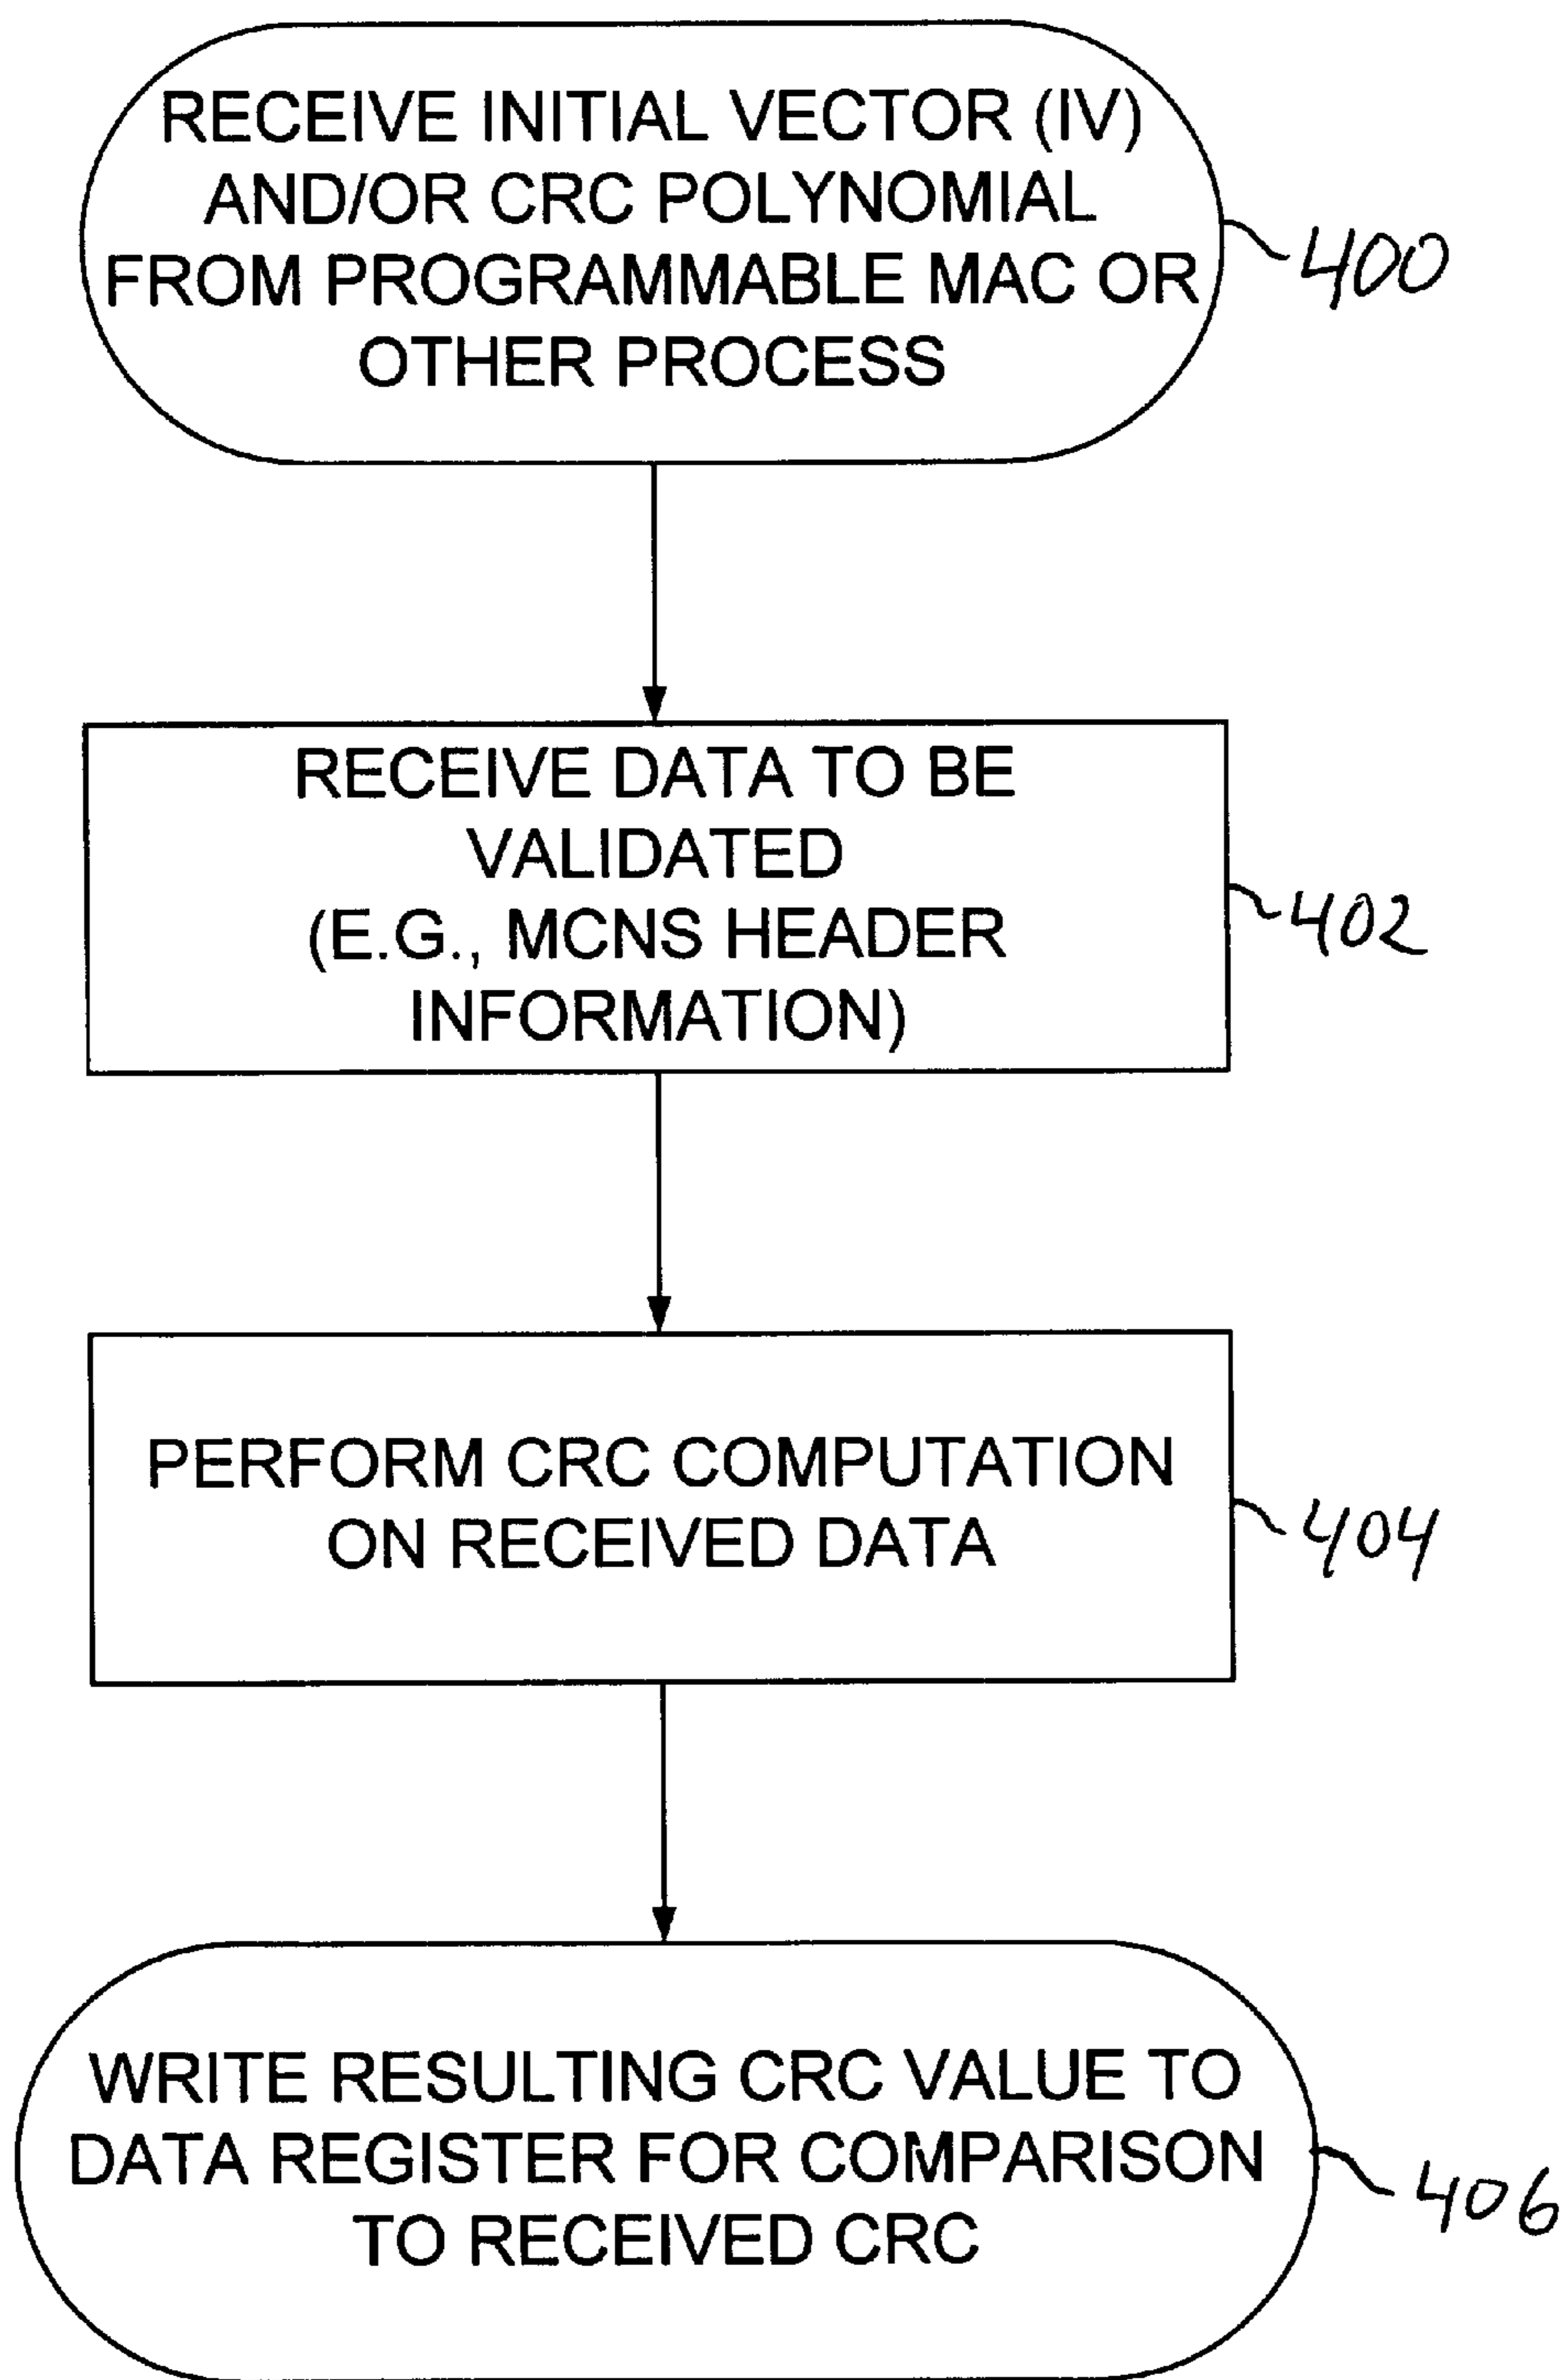 RECEIVE INITIAL VECTOR (IV)
AND/OR CRC POLYNOMIAL
FROM PROGRAMMABLE MAC OR
OTHER PROCESS
400
RECEIVE DATA TO BE
VALIDATED
(E.G., MCNS HEADER
INFORMATION)
402
PERFORM CRC COMPUTATION
ON RECEIVED DATA
404
WRITE RESULTING CRC VALUE TO
DATA REGISTER FOR COMPARISON
TO RECEIVED CRC
406